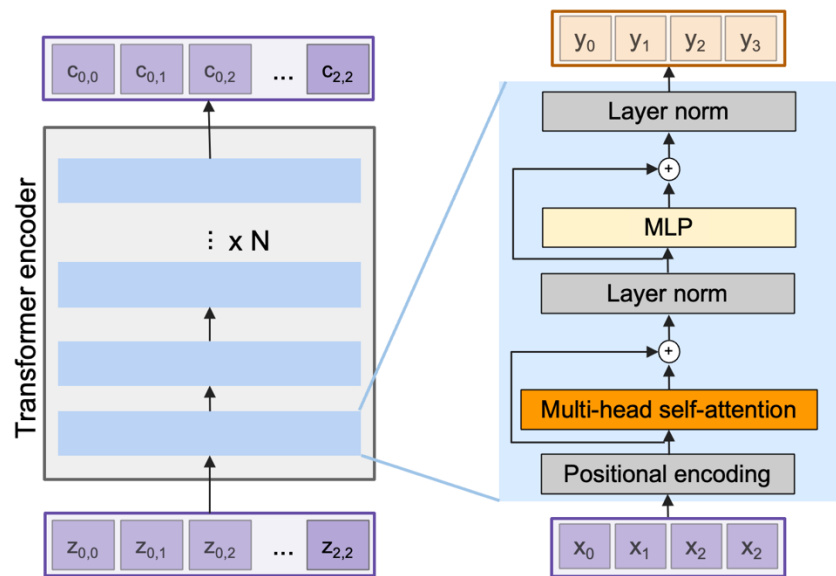 c0,0 c0,1 c0,2 ... c2,2
Transformer encoder
⋮ x N
z0,0 z0,1 z0,2 ... z2,2
y0 y1 y2 y3
Layer norm
+
MLP
Layer norm
+
Multi-head self-attention
Positional encoding
x0 x1 x2 x2